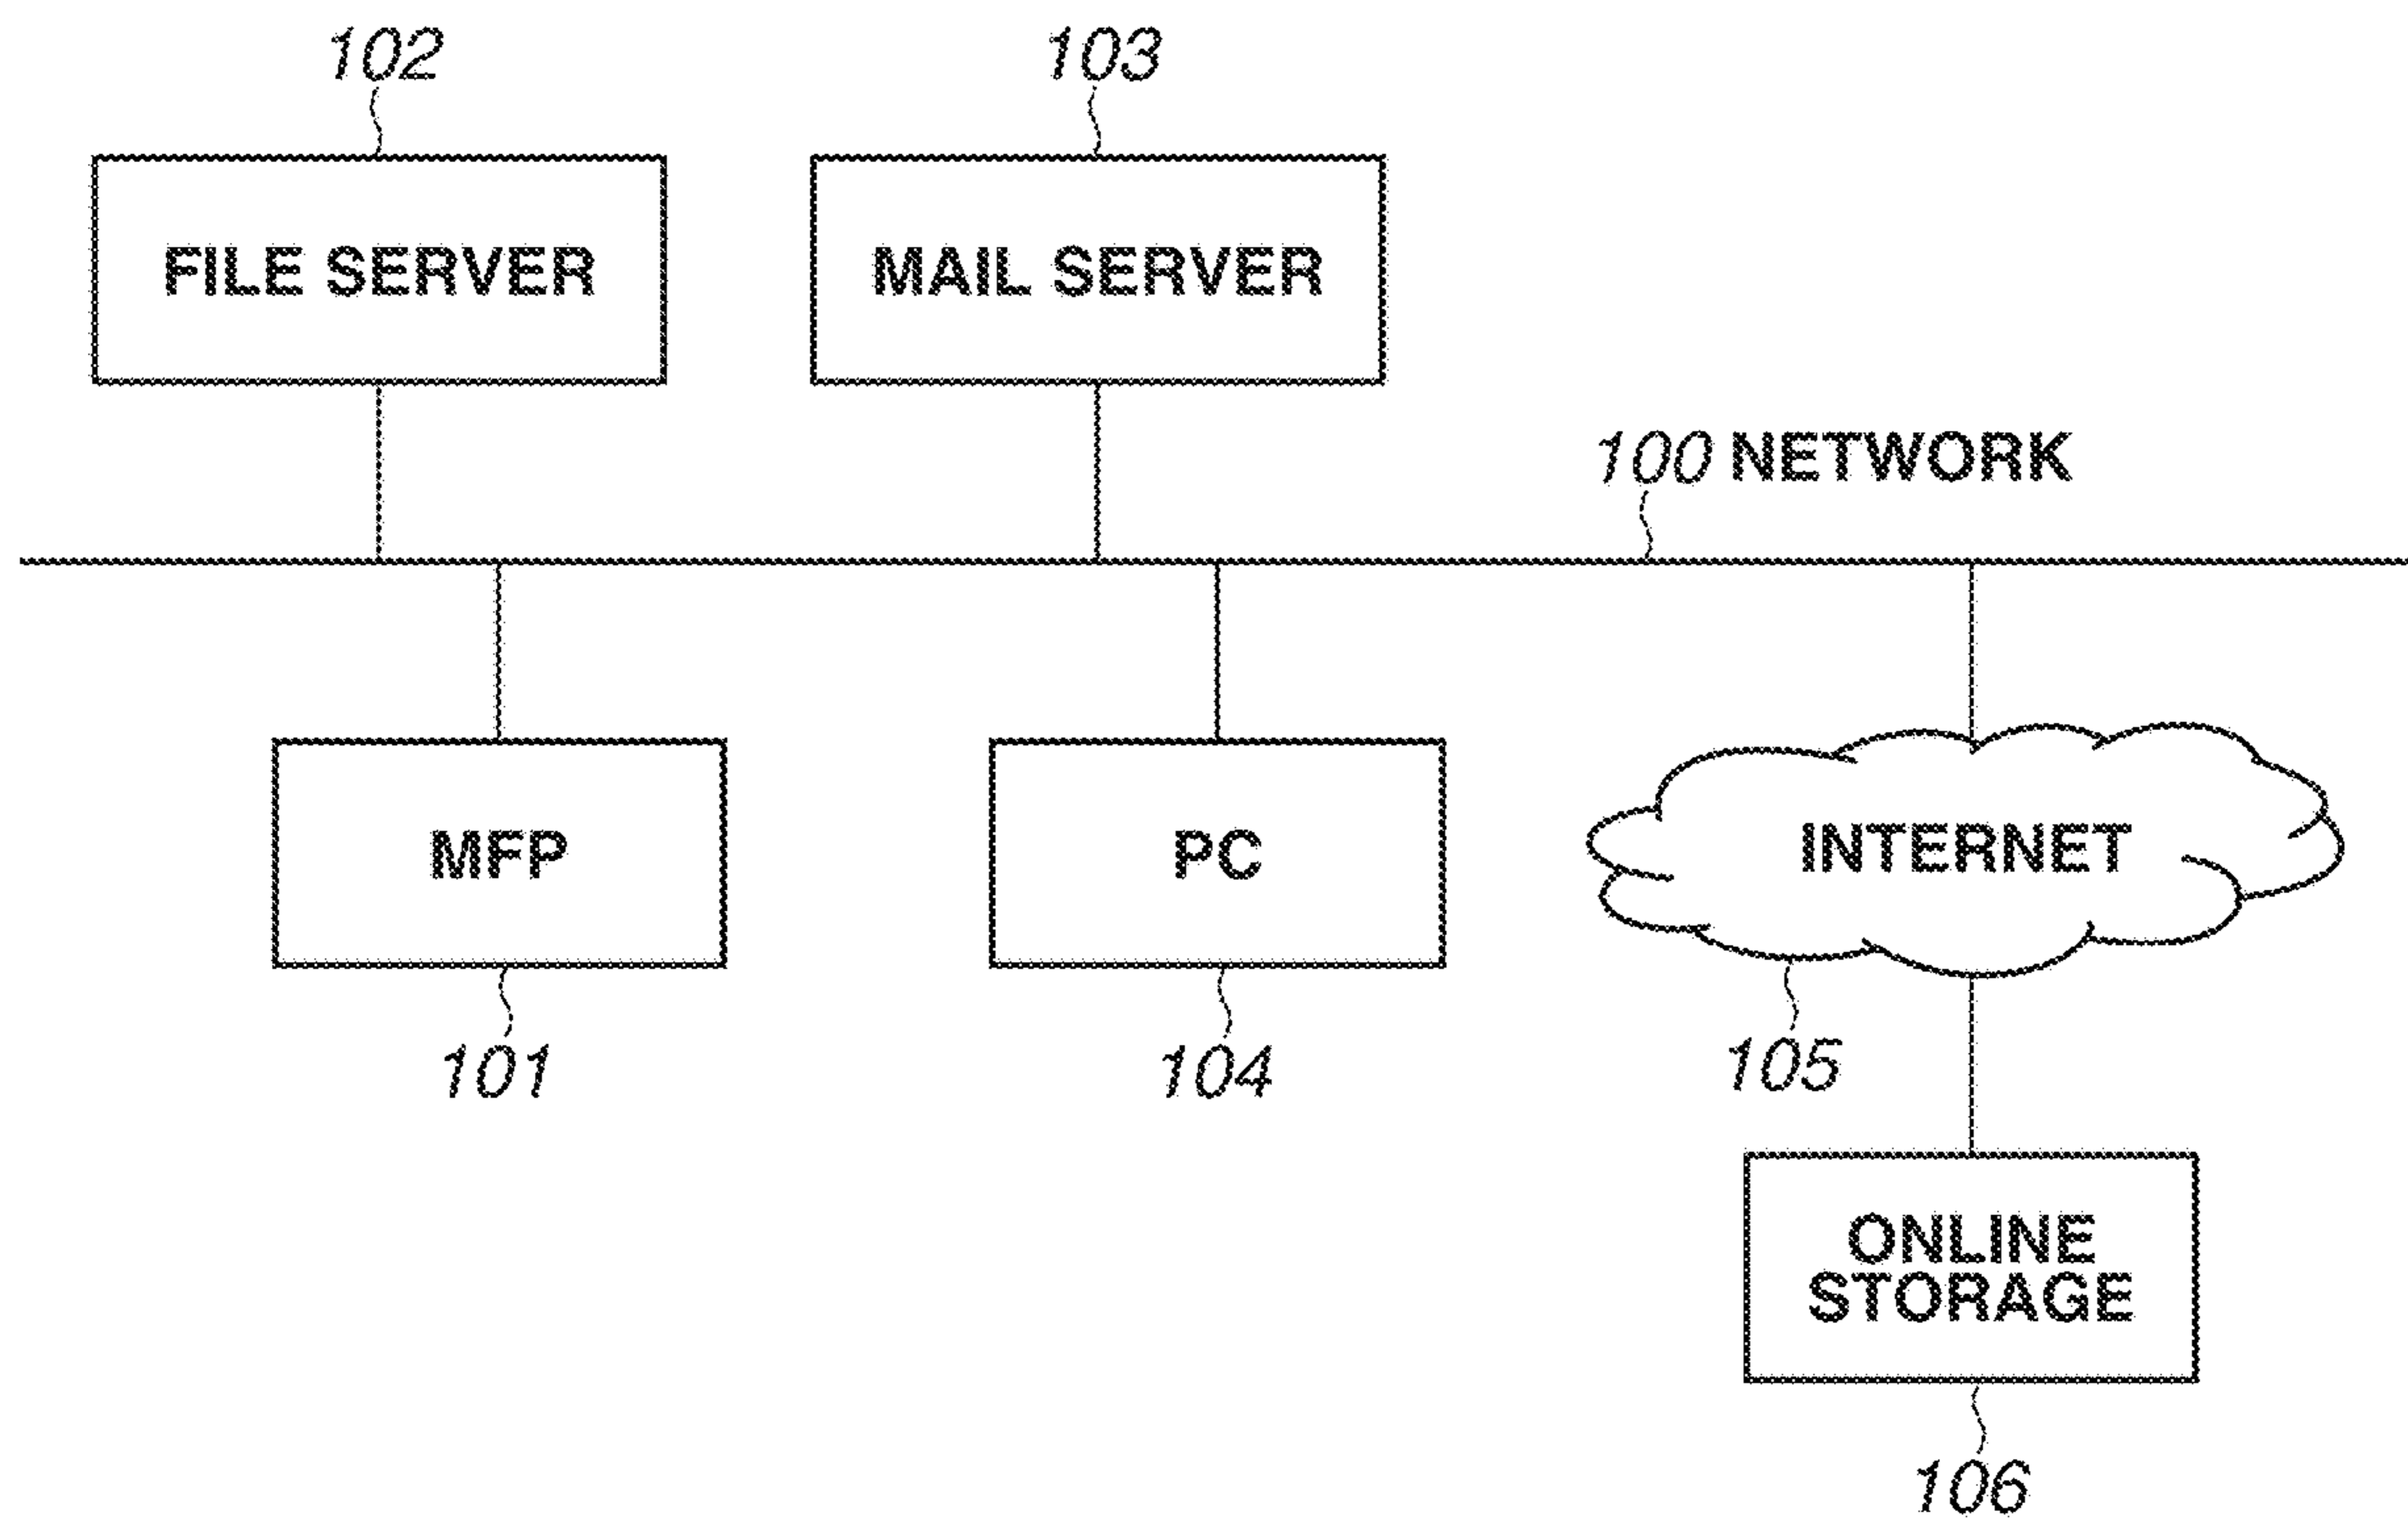 102
103
FILE SERVER
MAIL SERVER
100 NETWORK
MFP
PC
INTERNET
101
104
105
ONLINE
STORAGE
106